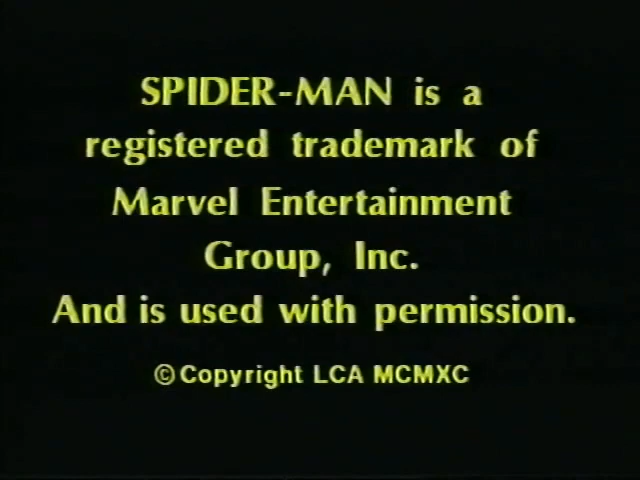 SPIDER-MAN is a
registered trademark of
Marvel Entertainment
Group, Inc.
And is used with permission.
©Copyright LCA MCMXC